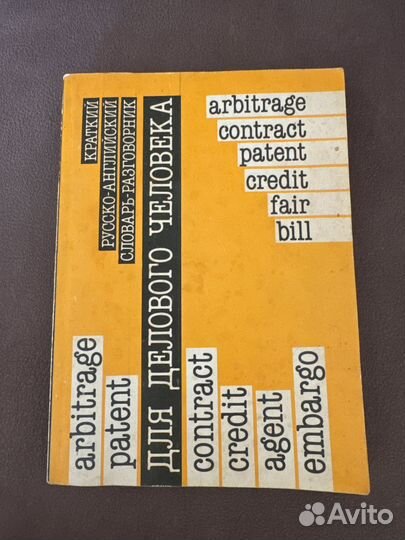 КРАТКИЙ
РУССКО-АНГЛИЙСКИЙ
СЛОВАРЬ-РАЗГОВОРНИК
ДЛЯ ДЕЛОВОГО ЧЕЛОВЕКА
arbitrage
contract
patent
credit
fair
bill
arbitrage
patent
contract
credit
agent
embargo
Avito